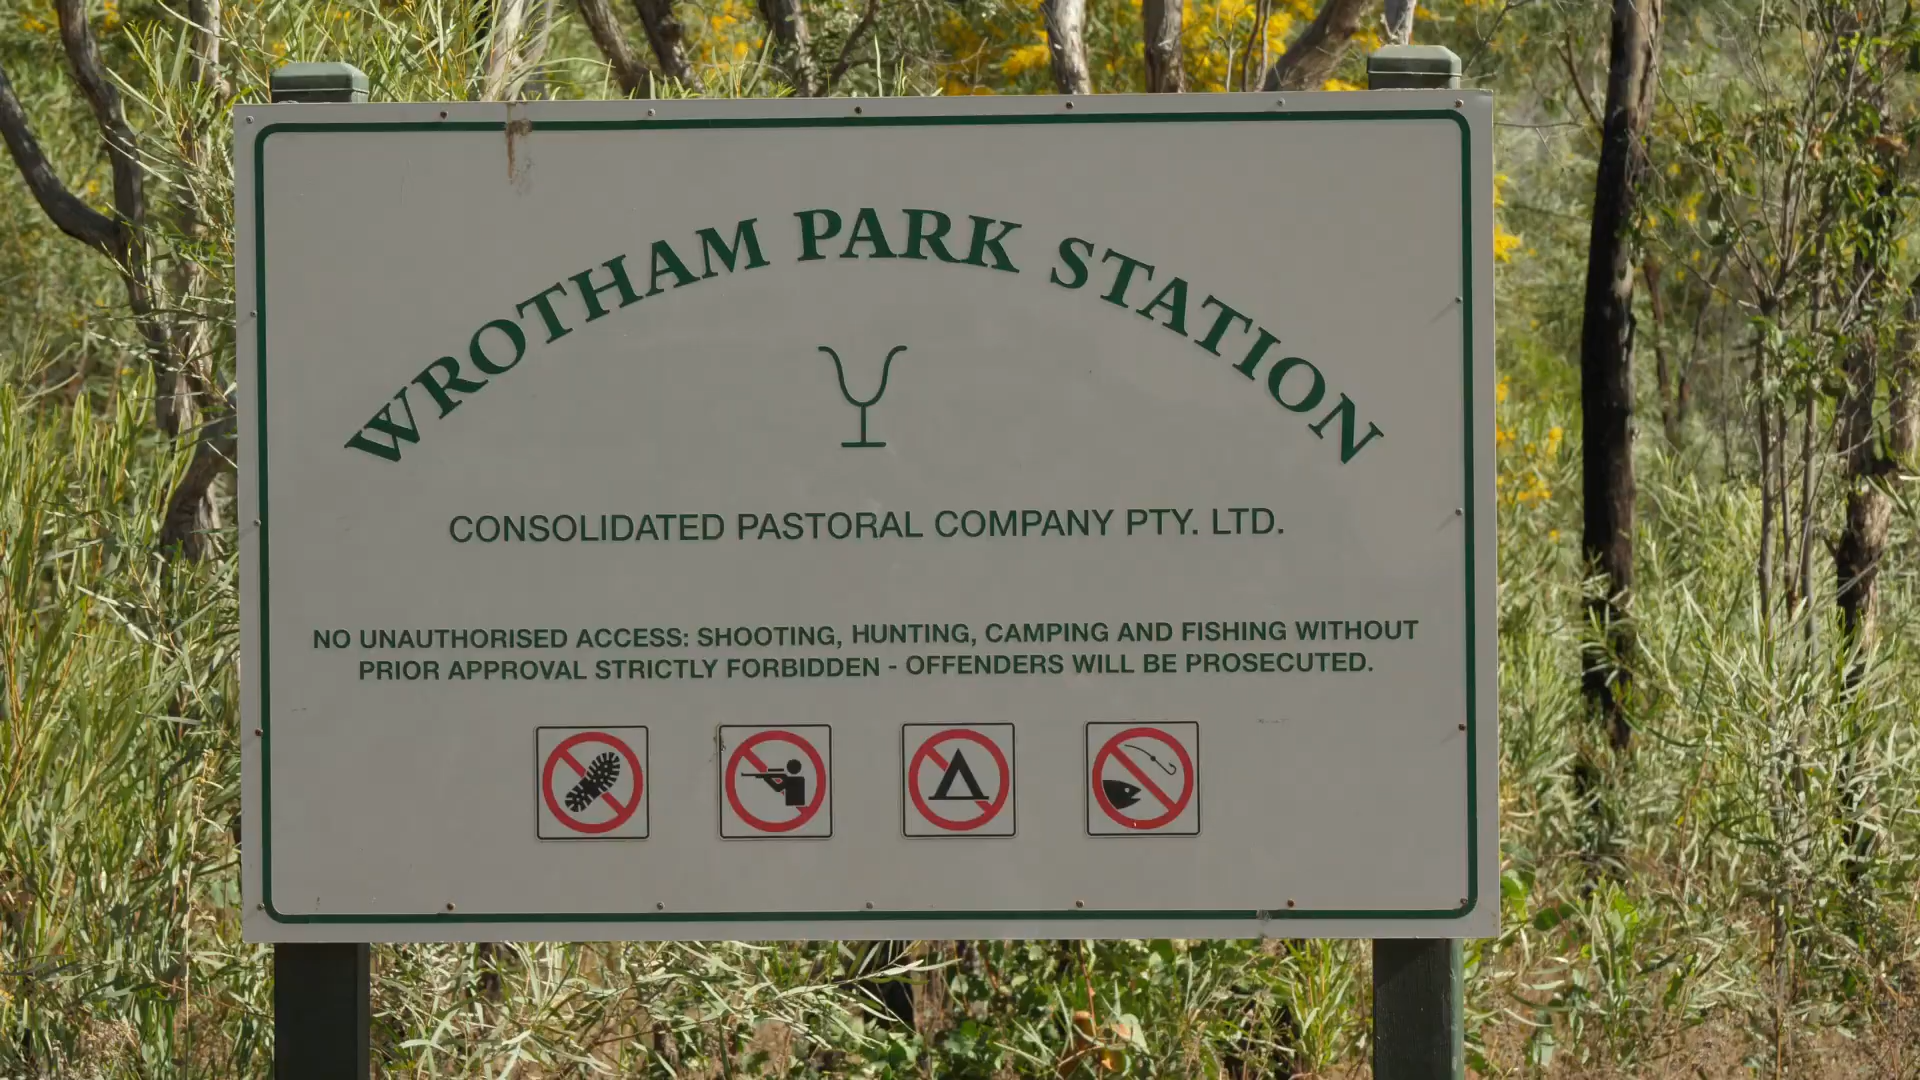 WROTHAM PARK STATION
CONSOLIDATED PASTORAL COMPANY PTY. LTD.
NO UNAUTHORISED ACCESS: SHOOTING, HUNTING, CAMPING AND FISHING WITHOUT
PRIOR APPROVAL STRICTLY FORBIDDEN - OFFENDERS WILL BE PROSECUTED.